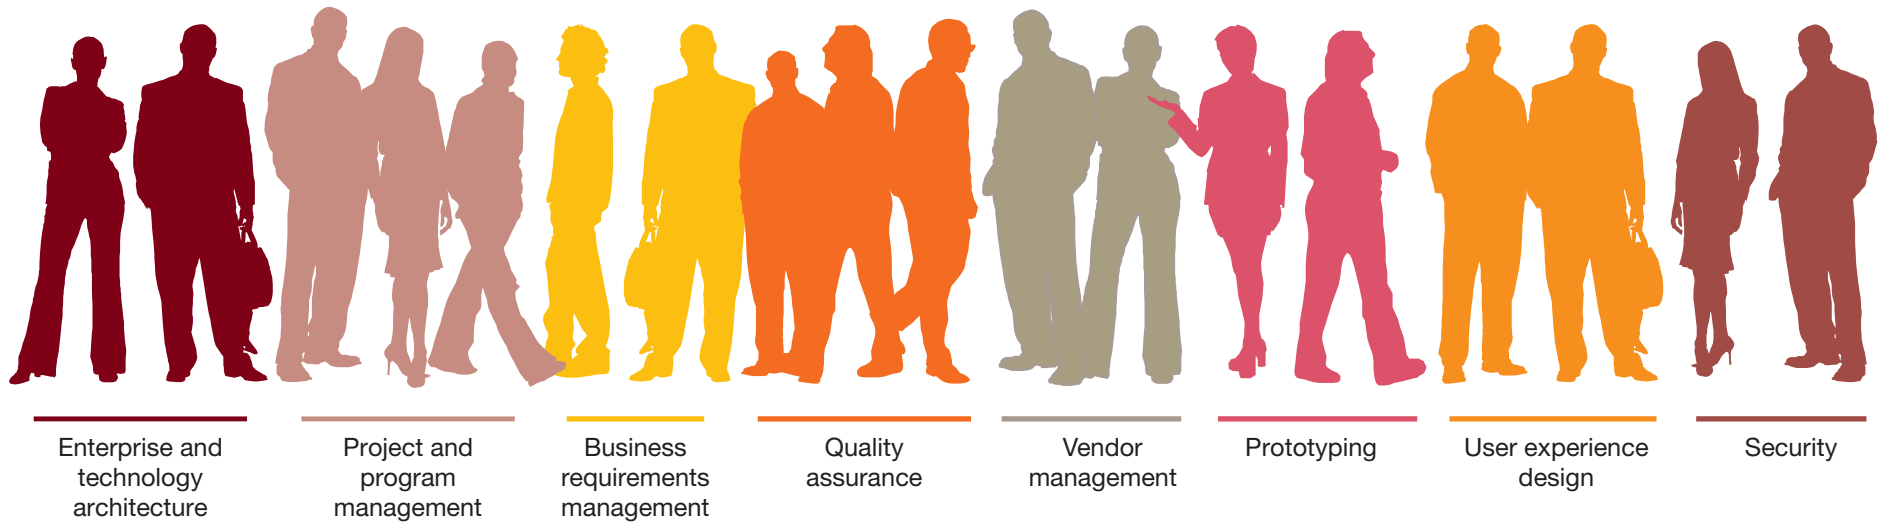 Enterprise and
technology
architecture
Project and
program
management
Business
requirements
management
Quality
assurance
Vendor
management
Prototyping
User experience
design
Security